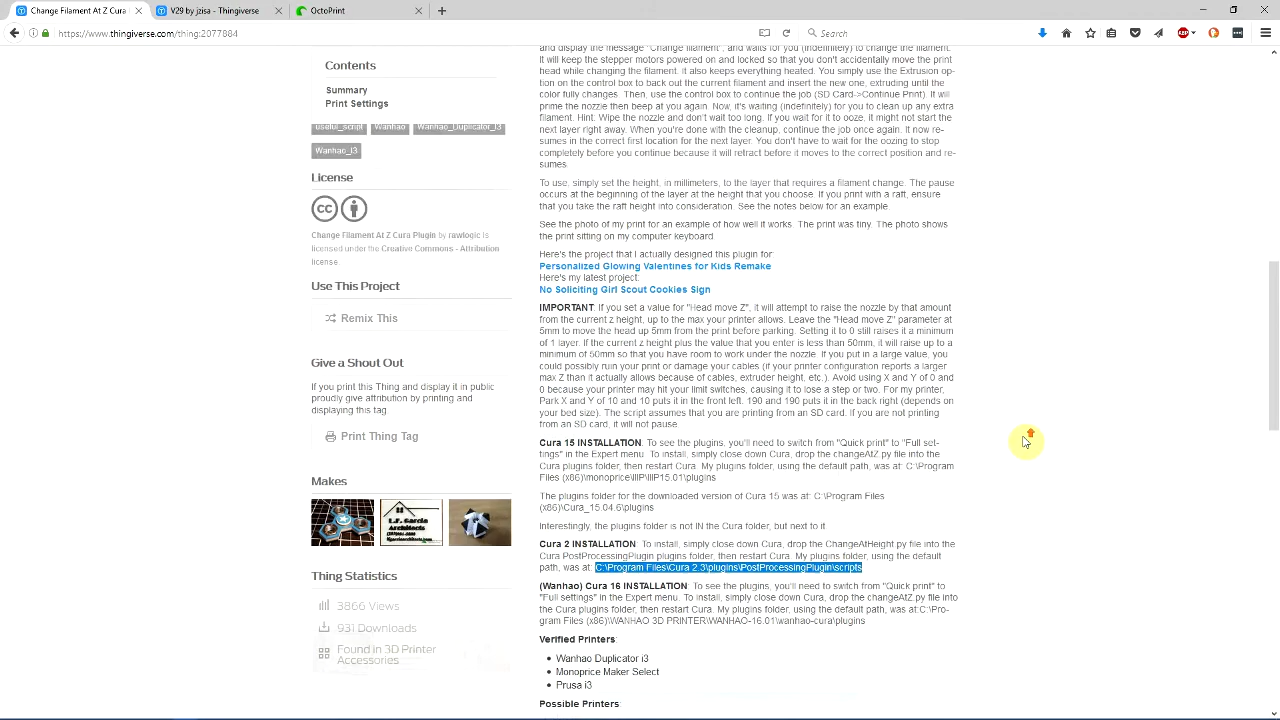 Change Filament At Z Cura
V29 by jzisa - Thingiverse
OctoPrint
https://www.thingiverse.com/thing:2077884
Search
ABP
Contents
Summary
Print Settings
useful_script
Wanhao
Wanhao_Duplicator_i3
Wanhao_i3
License
Change Filament At Z Cura Plugin by rawlogic is
licensed under the Creative Commons - Attribution
license.
Use This Project
Remix This
Give a Shout Out
If you print this Thing and display it in public
proudly give attribution by printing and
displaying this tag.
Print Thing Tag
Makes
L.F. Garcia
Architects
Thing Statistics
3866 Views
931 Downloads
Found in 3D Printer
Accessories
and display the message "Change filament", and waits for you (indefinitely) to change the filament.
It will keep the stepper motors powered on and locked so that you don't accidentally move the print
head while changing the filament. it also keeps everything heated. You simply use the Extrusion op-
tion on the control box to back out the current filament and insert the new one, extruding until the
color fully changes. Then, use the control box to continue the job (SD Card->Continue Print). It will
prime the nozzle then beep at you again. Now, it's waiting (indefinitely) for you to clean up any extra
filament. Hint: Wipe the nozzle and don't wait too long. If you wait for it to ooze. It might not start the
next layer right away. When you're done with the cleanup, continue the job once again. It now re-
sumes in the correct first location for the next layer. You don't have to wait for the oozing to stop
completely before you continue because it will retract before it moves to the correct position and re-
sumes.
To use, simply set the height, in millimeters, to the layer that requires a filament change. The pause
occurs at the beginning of the layer at the height that you choose. If you print with a raft, ensure
that you take the raft height into consideration. See the notes below for an example.
See the photo of my print for an example of how well it works. The print was tiny. The photo shows
the print sitting on my computer keyboard.
Here's the project that I actually designed this plugin for:
Personalized Glowing Valentines for Kids Remake
Here's my latest project:
No Soliciting Girl Scout Cookies Sign
IMPORTANT: If you set a value for "Head move Z", it will attempt to raise the nozzle by that amount
from the current z height, up to the max your printer allows. Leave the "Head move Z" parameter at
5mm to move the head up 5mm from the print before parking. Setting it to 0 still raises it a minimum
of 1 layer. If the current z height plus the value that you enter is less than 50mm, it will raise up to a
minimum of 50mm so that you have room to work under the nozzle. If you put in a large value, you
could possibly ruin your print or damage your cables (if your printer configuration reports a larger
max Z than it actually allows because of cables, extruder height, etc.). Avoid using X and Y of 0 and
0 because your printer may hit your limit switches, causing it to lose a step or two. For my printer,
Park X and Y of 10 and 10 puts it in the front left. 190 and 190 puts it in the back right (depends on
your bed size). The script assumes that you are printing from an SD card. If you are not printing
from an SD card, it will not pause.
Cura 15 INSTALLATION: To see the plugins, you'll need to switch from "Quick print" to "Full set-
tings" in the Expert menu. To install, simply close down Cura, drop the changeAtZ.py file into the
Cura plugins folder, then restart Cura. My plugins folder, using the default path, was at: C:\Program
Files (x86)\monoprice\IIIP\IIIP15.01\plugins
The plugins folder for the downloaded version of Cura 15 was at: C:\Program Files
(x86)\Cura_15.04.6\plugins
Interestingly, the plugins folder is not IN the Cura folder, but next to it.
Cura 2 INSTALLATION: To install, simply close down Cura, drop the ChangeAtHeight.py file into the
Cura PostProcessingPlugin plugins folder, then restart Cura. My plugins folder, using the default
path, was at: C:\Program Files\Cura 2.3\plugins\PostProcessingPlugin\scripts
(Wanhao) Cura 16 INSTALLATION: To see the plugins, you'll need to switch from "Quick print" to
"Full settings" in the Expert menu. To install, simply close down Cura, drop the changeAtZ.py file into
the Cura plugins folder, then restart Cura. My plugins folder, using the default path, was at:C:\Pro-
gram Files (x86)\WANHAO 3D PRINTER\WANHAO-16.01\wanhao-cura\plugins
Verified Printers:
• Wanhao Duplicator i3
• Monoprice Maker Select
• Prusa i3
Possible Printers: